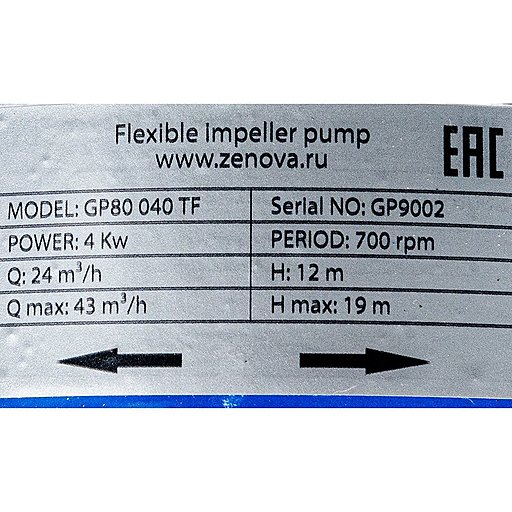 Flexible Impeller pump
www.zenova.ru
EAC
MODEL: GP80 040 TF
Serial NO: GP9002
POWER: 4 Kw
PERIOD: 700 rpm
Q: 24 m³/h
H: 12 m
Q max: 43 m³/h
H max: 19 m